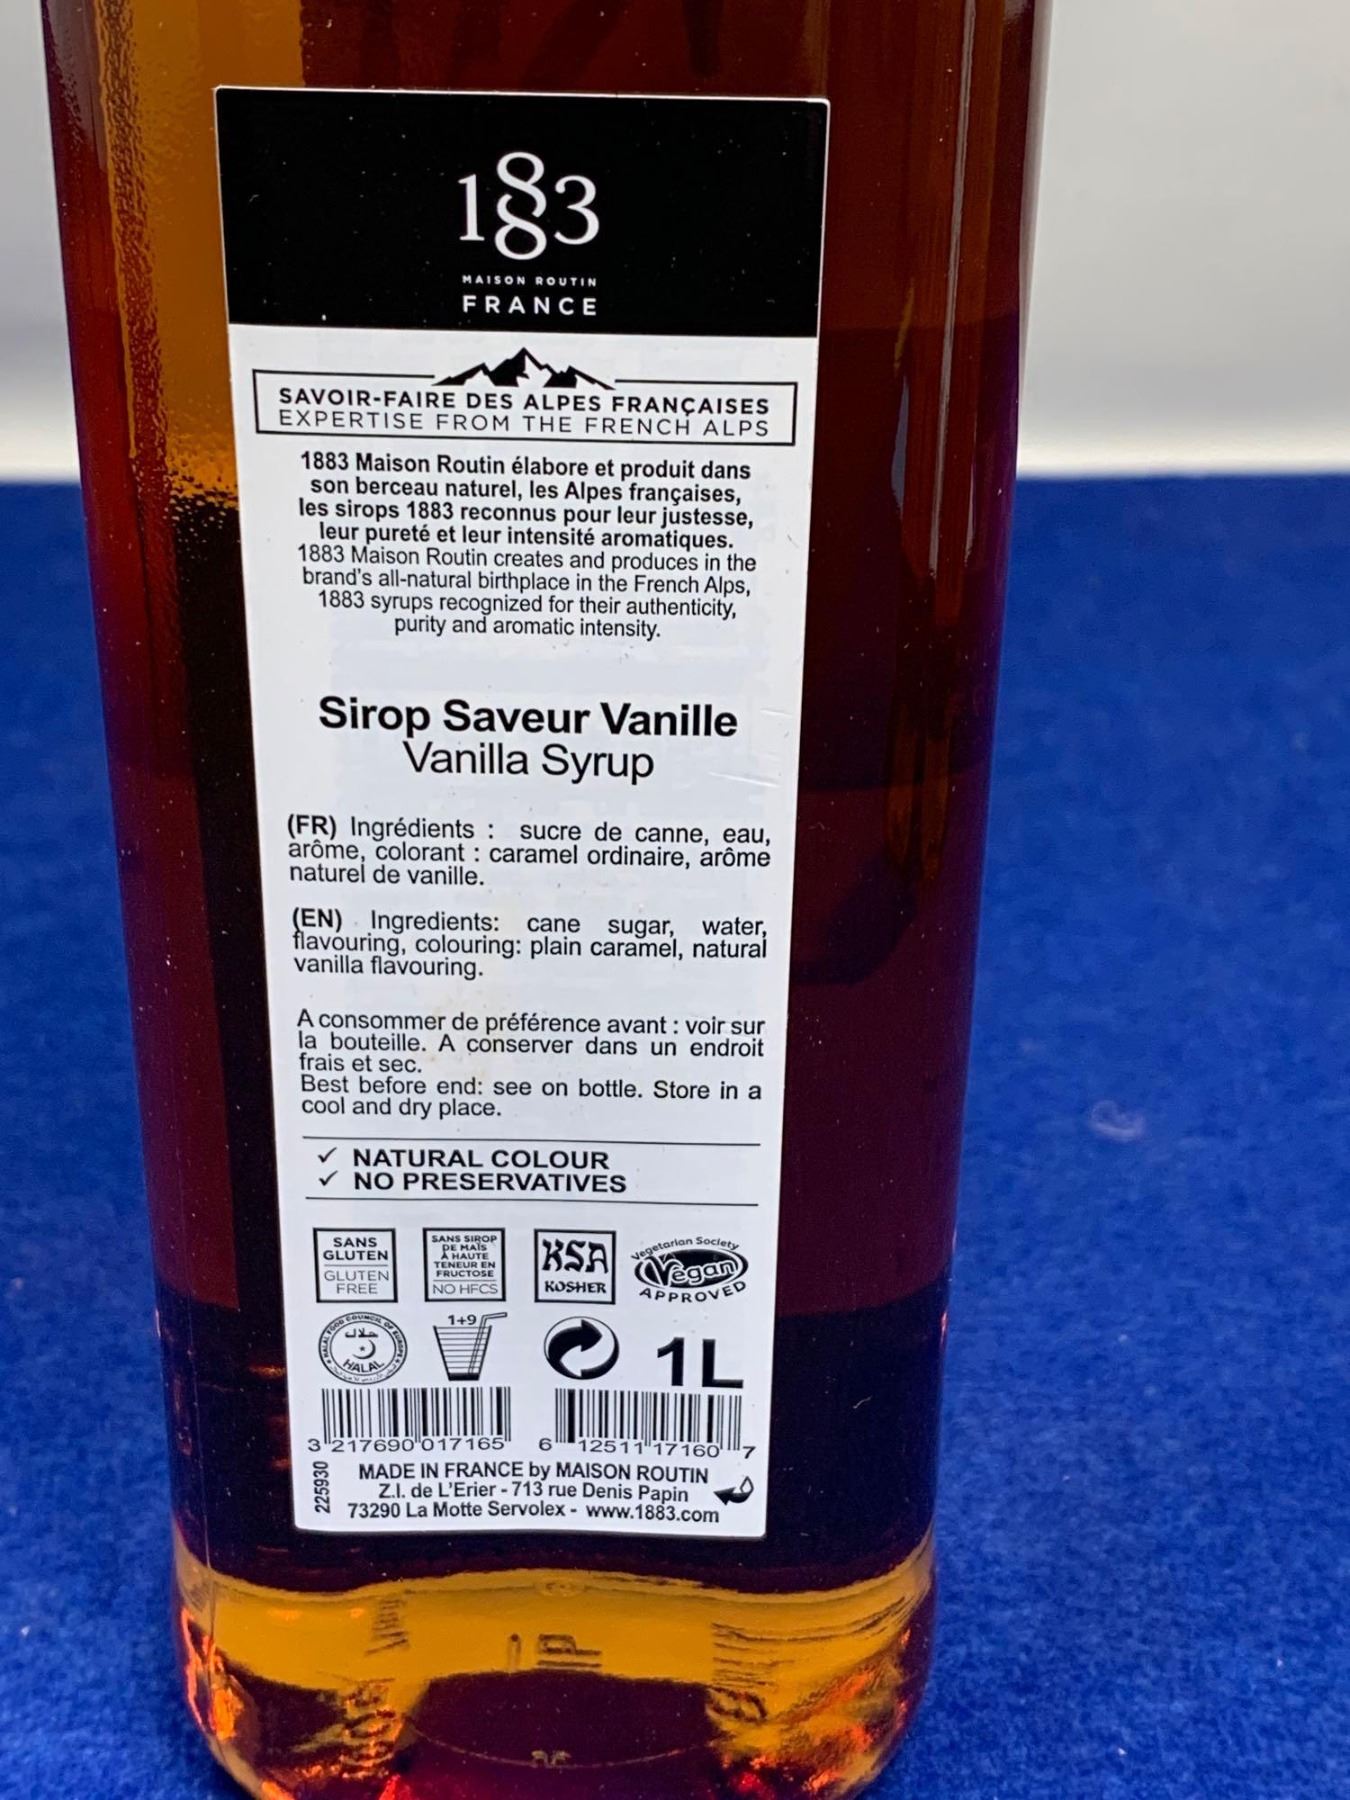 1883
MAISON ROUTIN
FRANCE
SAVOIR-FAIRE DES ALPES FRANÇAISES
EXPERTISE FROM THE FRENCH ALPS
1883 Maison Routin élabore et produit dans
son berceau naturel, les Alpes françaises,
les sirops 1883 reconnus pour leur justesse,
leur pureté et leur intensité aromatiques.
1883 Maison Routin creates and produces in the
brand's all-natural birthplace in the French Alps,
1883 syrups recognized for their authenticity,
purity and aromatic intensity.
Sirop Saveur Vanille
Vanilla Syrup
(FR) Ingrédients : sucre de canne, eau,
arôme, colorant : caramel ordinaire, arôme
naturel de vanille.
(EN) Ingredients: cane sugar, water,
flavouring, colouring: plain caramel, natural
vanilla flavouring.
A consommer de préférence avant : voir sur
la bouteille. A conserver dans un endroit
frais et sec.
Best before end: see on bottle. Store in a
cool and dry place.
✓ NATURAL COLOUR
✓ NO PRESERVATIVES
SANS
GLUTEN
GLUTEN
FREE
SANS SIROP
DE MAÏS
À HAUTE
TENEUR EN
FRUCTOSE
NO HFCS
KSA
KOSHER
Vegetarian Society
Vegan
APPROVED
HALAL FOOD COUNCIL OF EUROPE
حلال
HALAL
1+9
1L
3 217690 017165
6 12511 17160 7
225930
MADE IN FRANCE by MAISON ROUTIN
Z.I. de L'Erier - 713 rue Denis Papin
73290 La Motte Servolex - www.1883.com